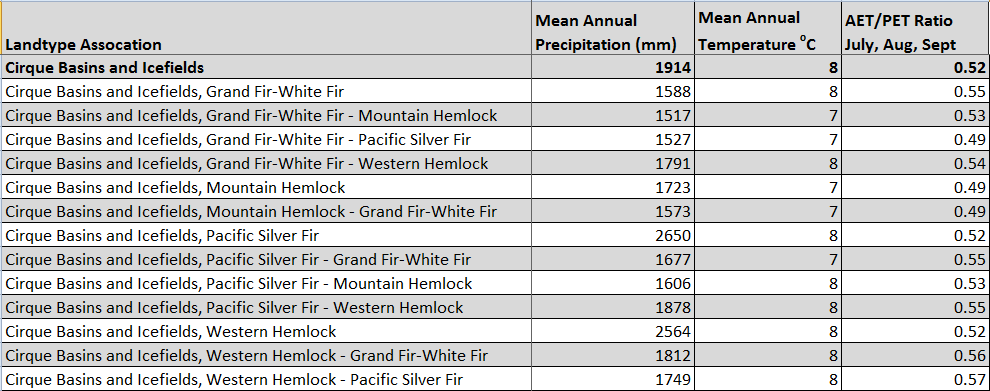 Landtype Assocation Mean Annual Precipitation (mm) Mean Annual Temperature °C AET/PET Ratio July, Aug, Sept
Cirque Basins and Icefields 1914 8 0.52
Cirque Basins and Icefields, Grand Fir-White Fir 1588 8 0.55
Cirque Basins and Icefields, Grand Fir-White Fir - Mountain Hemlock 1517 7 0.53
Cirque Basins and Icefields, Grand Fir-White Fir - Pacific Silver Fir 1527 7 0.49
Cirque Basins and Icefields, Grand Fir-White Fir - Western Hemlock 1791 8 0.54
Cirque Basins and Icefields, Mountain Hemlock 1723 7 0.49
Cirque Basins and Icefields, Mountain Hemlock - Grand Fir-White Fir 1573 7 0.49
Cirque Basins and Icefields, Pacific Silver Fir 2650 8 0.52
Cirque Basins and Icefields, Pacific Silver Fir - Grand Fir-White Fir 1677 7 0.55
Cirque Basins and Icefields, Pacific Silver Fir - Mountain Hemlock 1606 8 0.53
Cirque Basins and Icefields, Pacific Silver Fir - Western Hemlock 1878 8 0.55
Cirque Basins and Icefields, Western Hemlock 2564 8 0.52
Cirque Basins and Icefields, Western Hemlock - Grand Fir-White Fir 1812 8 0.56
Cirque Basins and Icefields, Western Hemlock - Pacific Silver Fir 1749 8 0.57